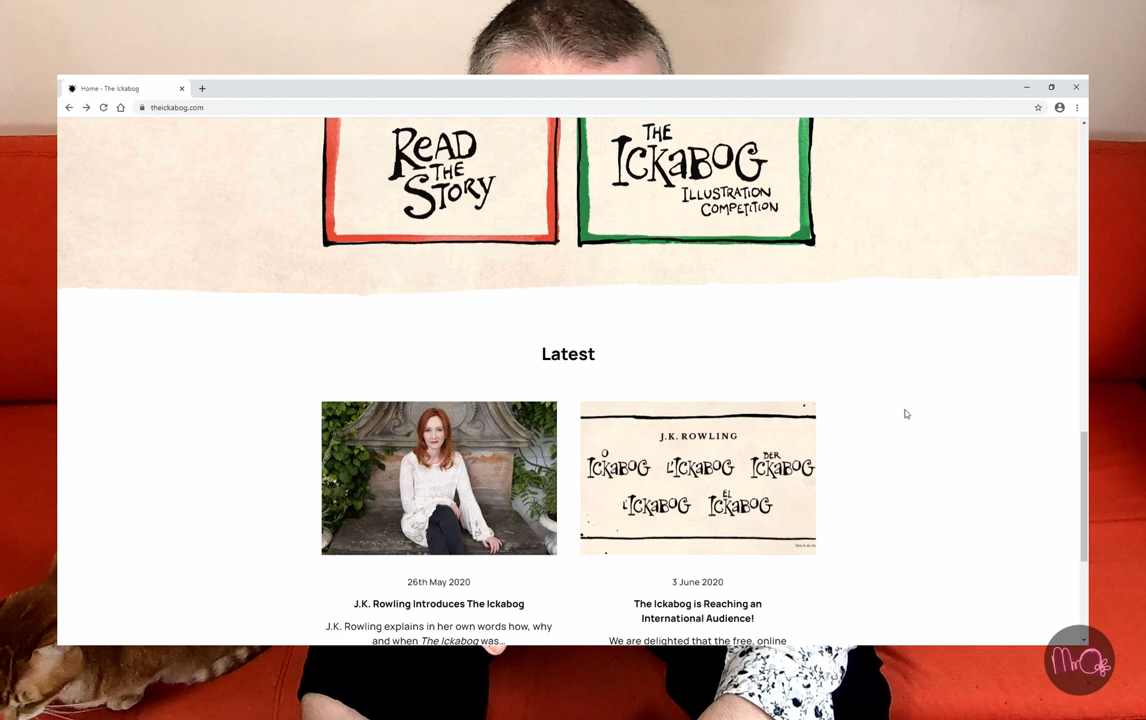 Home - The Ickabog
theickabog.com
READ
THE
STORY
THE
ICKABOG
ILLUSTRATION
COMPETITION
Latest
J.K. ROWLING
O
ICKABOG
L'ICKABOG
DER
ICKABOG
L'ICKABOG
EL
ICKABOG
26th May 2020
J.K. Rowling Introduces The Ickabog
J.K. Rowling explains in her own words how, why
and when The Ickabog was...
3 June 2020
The Ickabog is Reaching an
International Audience!
We are delighted that the free, online